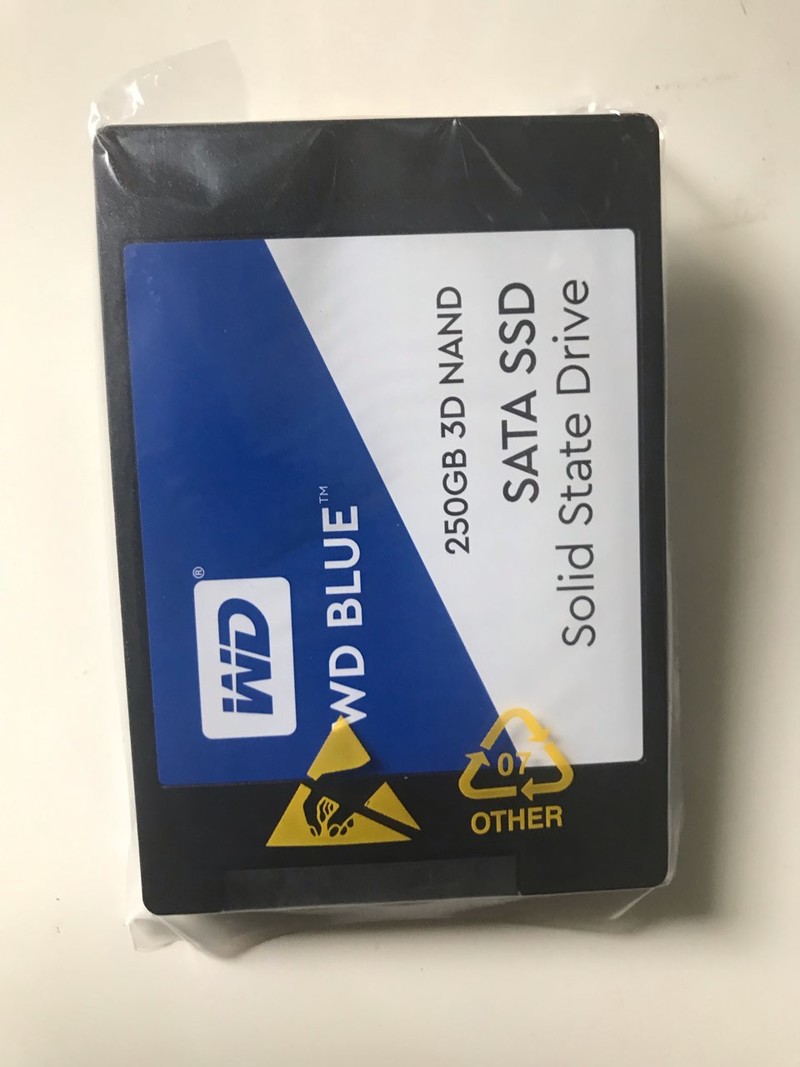 WD®
WD BLUE™
250GB 3D NAND
SATA SSD
Solid State Drive
07
OTHER